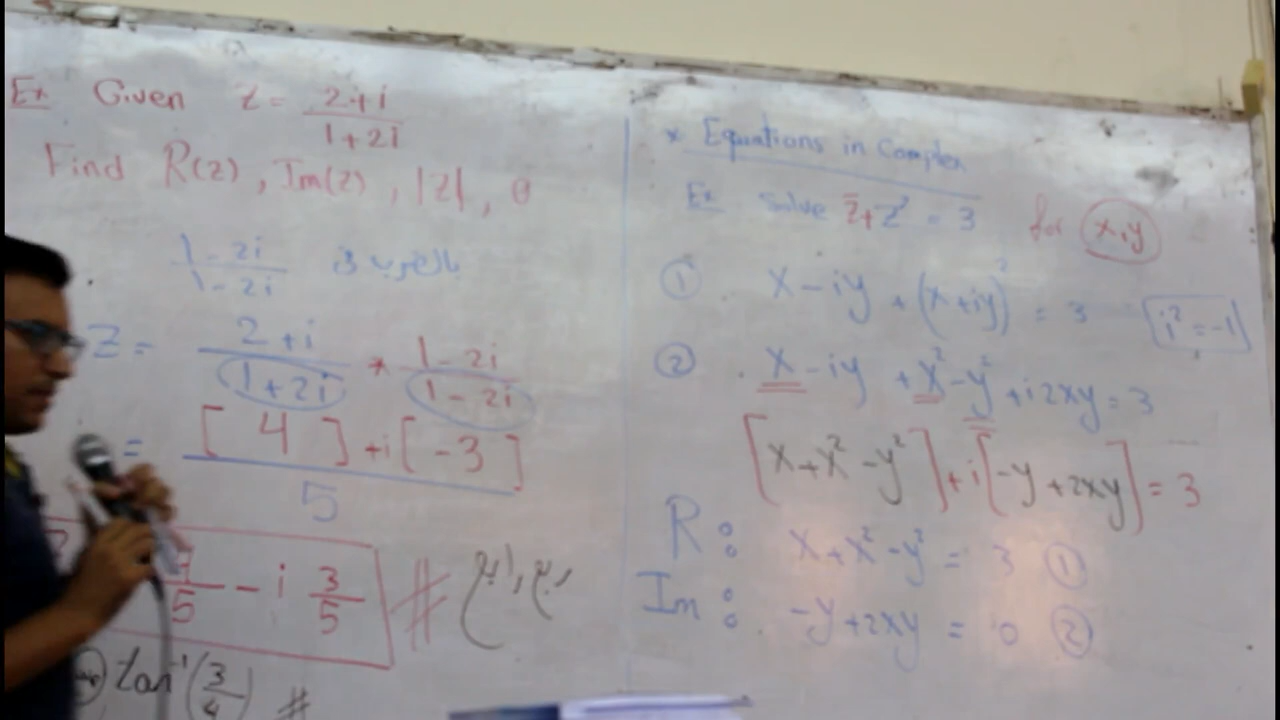 Ex Given z = (2+i)/(1+2i)
Find R(z), Im(z), |z|, θ
(1-2i)/(1-2i) بالضرب في
Z = (2+i)/(1+2i) * (1-2i)/(1-2i)
= ([4] + i[-3])/5
/5 - i 3/5 #
tan⁻¹(3/4) #
* Equations in Complex
Ex Solve z̄ + z² = 3 for x,y
① x-iy + (x+iy)² = 3 i² = -1
② x-iy + x²-y² + i2xy = 3
[x+x²-y²] + i[-y+2xy] = 3
R: x+x²-y² = 3 ①
Im: -y+2xy = 0 ②